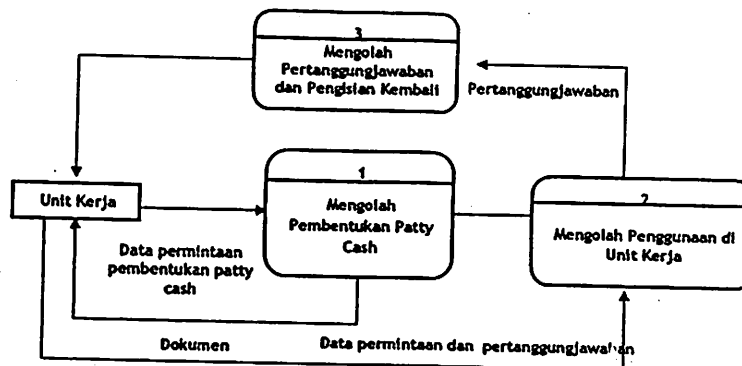 3
Mengolah
Pertanggungjawaban
dan Pengisian Kembali
Pertanggungjawaban
Unit Kerja
1
Mengolah
Pembentukan Patty
Cash
2
Mengolah Penggunaan di
Unit Kerja
Data permintaan
pembentukan patty
cash
Dokumen
Data permintaan dan pertanggungjawaban